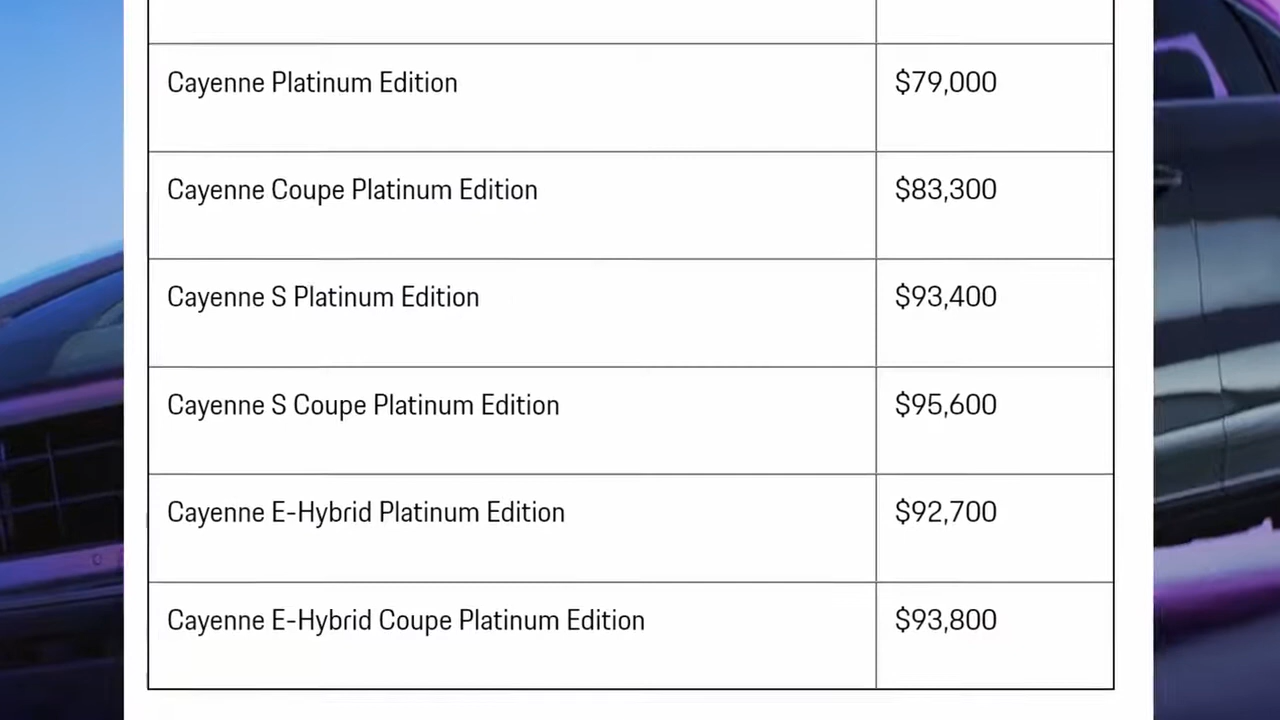 Cayenne Platinum Edition $79,000
Cayenne Coupe Platinum Edition $83,300
Cayenne S Platinum Edition $93,400
Cayenne S Coupe Platinum Edition $95,600
Cayenne E-Hybrid Platinum Edition $92,700
Cayenne E-Hybrid Coupe Platinum Edition $93,800